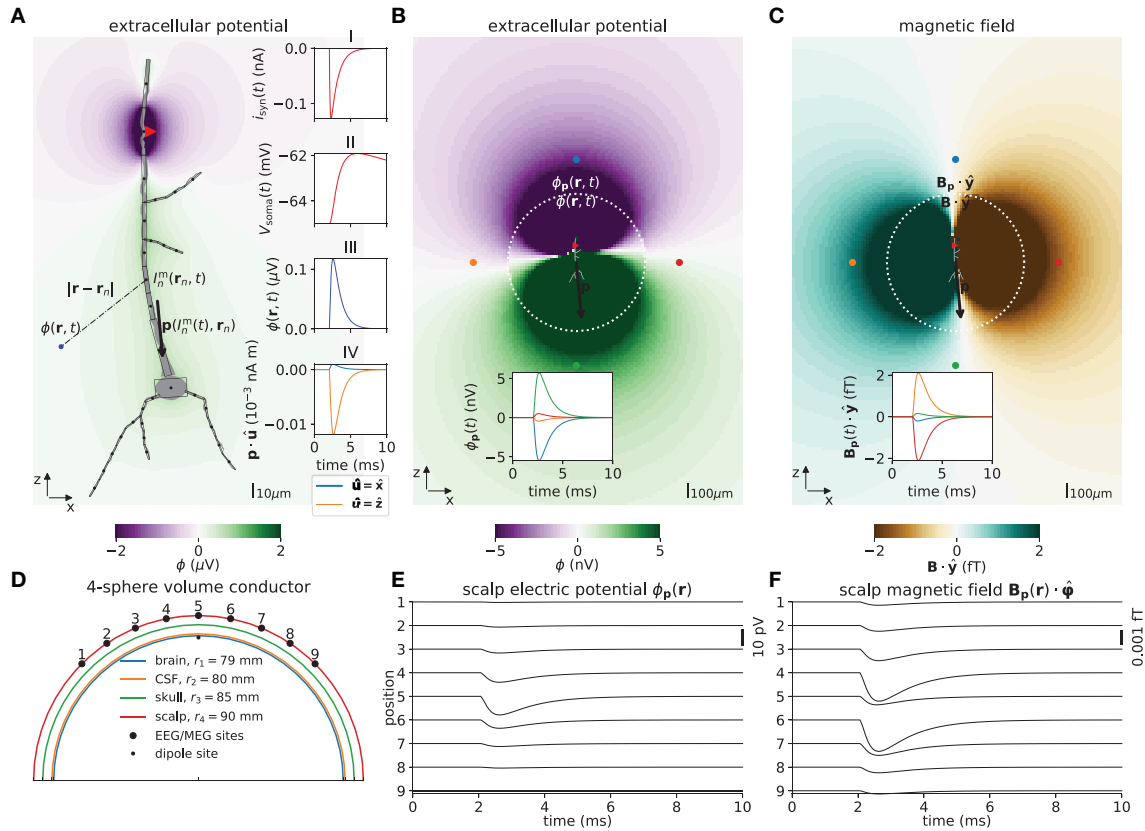 A
extracellular potential
I
0.0
−0.1
i_syn(t) (nA)
II
−62
−64
V_soma(t) (mV)
III
0.1
0.0
ϕ(r, t) (μV)
IV
0.00
−0.01
p · û (10⁻³ nA m)
0 5 10
time (ms)
û = x̂
û = ẑ
|r − r_n|
I_n^m(r_n, t)
ϕ(r, t)
p(I_n^m(t), r_n)
z
x
10μm
−2 0 2
ϕ (μV)
B
extracellular potential
ϕ_p(r, t)
ϕ(r, t)
p
5
0
−5
ϕ_p(t) (nV)
0 5 10
time (ms)
z
x
100μm
−5 0 5
ϕ (nV)
C
magnetic field
B_p · ŷ
B · ŷ
p
2
0
−2
B_p(t) · ŷ (fT)
0 5 10
time (ms)
z
x
100μm
−2 0 2
B · ŷ (fT)
D
4-sphere volume conductor
1 2 3 4 5 6 7 8 9
brain, r₁ = 79 mm
CSF, r₂ = 80 mm
skull, r₃ = 85 mm
scalp, r₄ = 90 mm
EEG/MEG sites
dipole site
E
scalp electric potential ϕ_p(r)
1
2
3
4
5
6
7
8
9
position
10 pV
0 2 4 6 8 10
time (ms)
F
scalp magnetic field B_p(r) · φ̂
1
2
3
4
5
6
7
8
9
0.001 fT
0 2 4 6 8 10
time (ms)